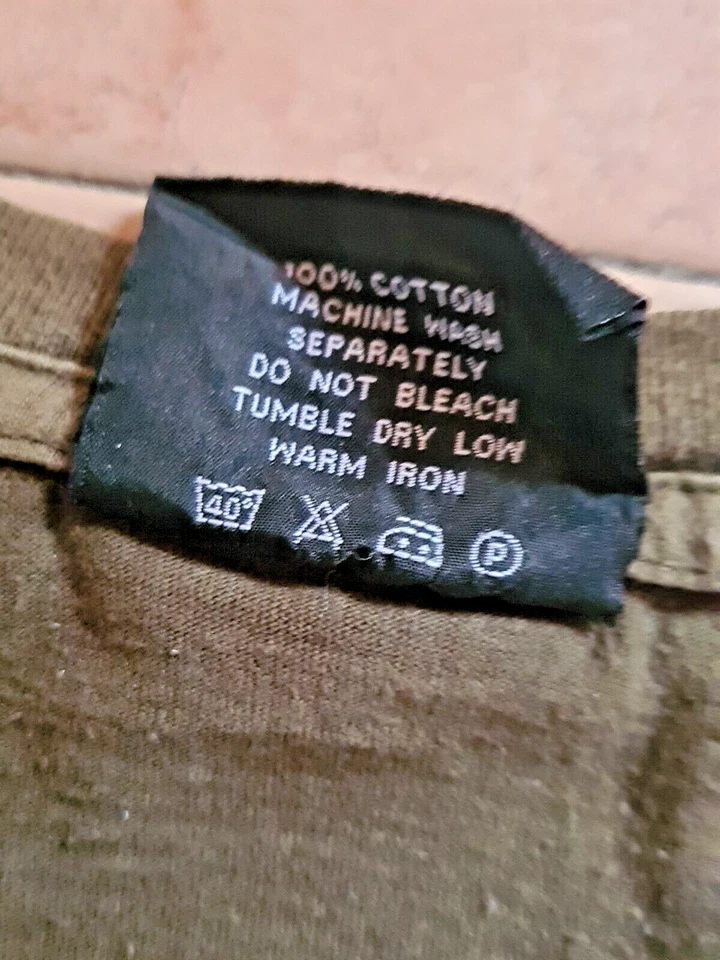 100% COTTON
MACHINE WASH
SEPARATELY
DO NOT BLEACH
TUMBLE DRY LOW
WARM IRON
40° P